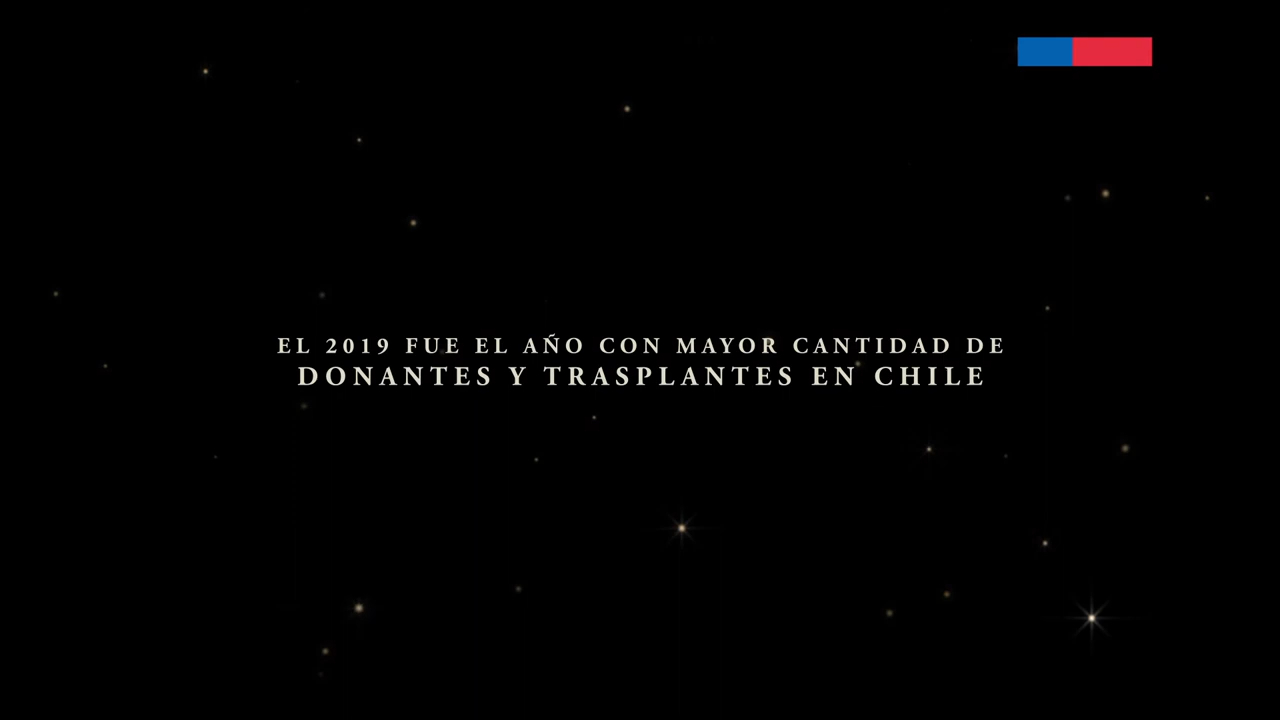 EL 2019 FUE EL AÑO CON MAYOR CANTIDAD DE
DONANTES Y TRASPLANTES EN CHILE